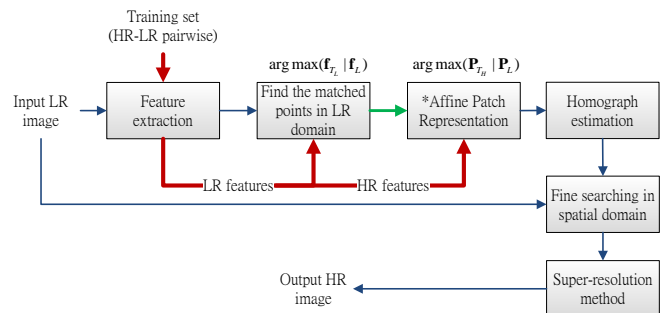 Training set
(HR-LR pairwise)
arg max(f_{T_L} | f_L)
arg max(P_{T_H} | P_L)
Input LR
image
Feature
extraction
Find the matched
points in LR
domain
*Affine Patch
Representation
Homograph
estimation
LR features
HR features
Fine searching in
spatial domain
Output HR
image
Super-resolution
method